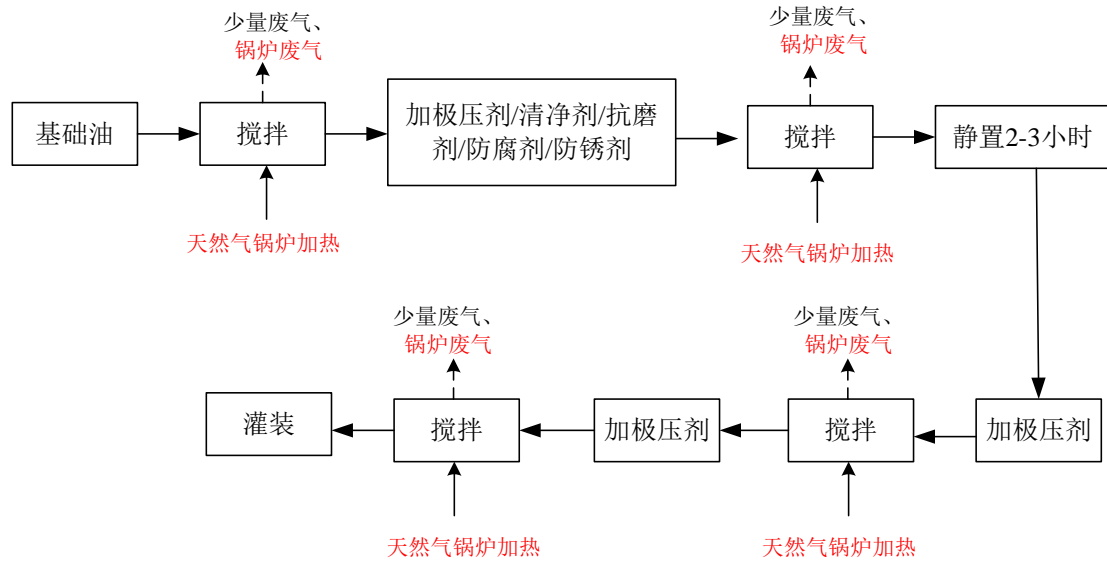 少量废气、
锅炉废气
少量废气、
锅炉废气
基础油
搅拌
加极压剂/清净剂/抗磨
剂/防腐剂/防锈剂
搅拌
静置2-3小时
天然气锅炉加热
天然气锅炉加热
少量废气、
锅炉废气
少量废气、
锅炉废气
灌装
搅拌
加极压剂
搅拌
加极压剂
天然气锅炉加热
天然气锅炉加热